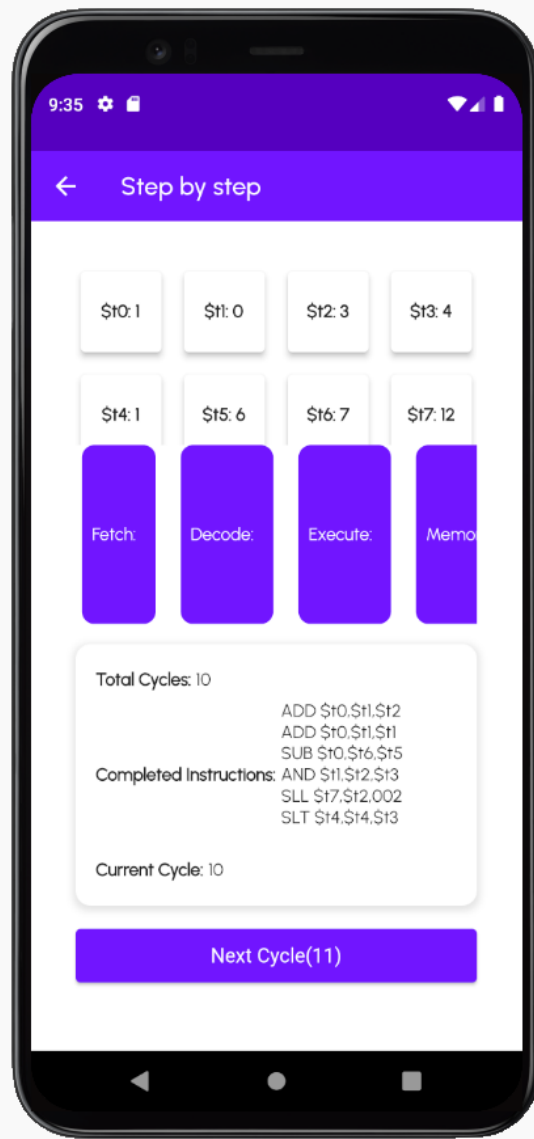 9:35
Step by step
$t0: 1 $t1: 0 $t2: 3 $t3: 4
$t4: 1 $t5: 6 $t6: 7 $t7: 12
Fetch: Decode: Execute: Memo
Total Cycles: 10
ADD $t0,$t1,$t2
ADD $t0,$t1,$t1
SUB $t0,$t6,$t5
Completed Instructions: AND $t1,$t2,$t3
SLL $t7,$t2,002
SLT $t4,$t4,$t3
Current Cycle: 10
Next Cycle(11)